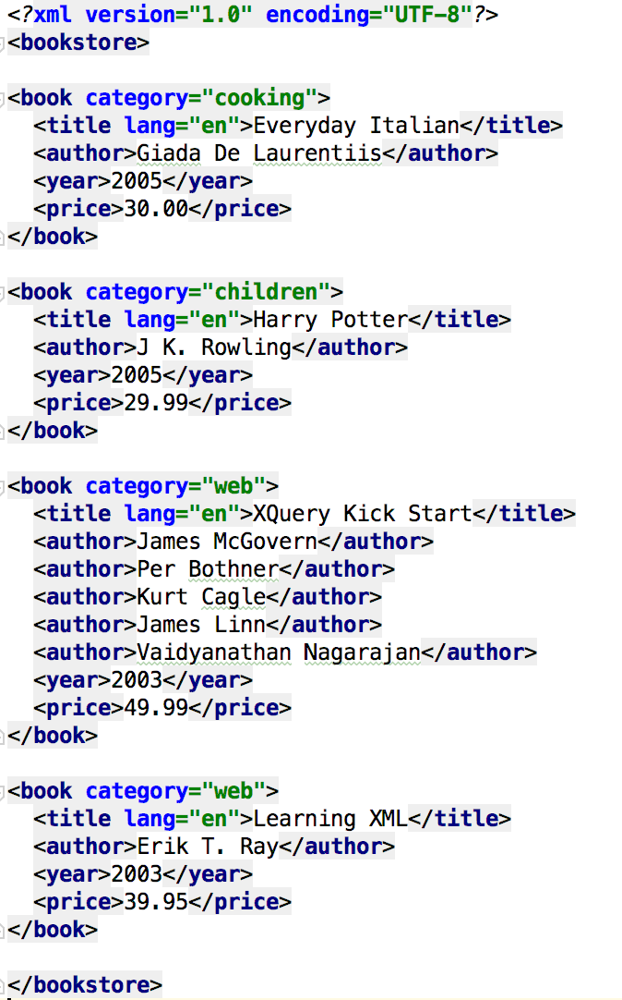 <?xml version="1.0" encoding="UTF-8"?>
<bookstore>

<book category="cooking">
  <title lang="en">Everyday Italian</title>
  <author>Giada De Laurentiis</author>
  <year>2005</year>
  <price>30.00</price>
</book>

<book category="children">
  <title lang="en">Harry Potter</title>
  <author>J K. Rowling</author>
  <year>2005</year>
  <price>29.99</price>
</book>

<book category="web">
  <title lang="en">XQuery Kick Start</title>
  <author>James McGovern</author>
  <author>Per Bothner</author>
  <author>Kurt Cagle</author>
  <author>James Linn</author>
  <author>Vaidyanathan Nagarajan</author>
  <year>2003</year>
  <price>49.99</price>
</book>

<book category="web">
  <title lang="en">Learning XML</title>
  <author>Erik T. Ray</author>
  <year>2003</year>
  <price>39.95</price>
</book>

</bookstore>